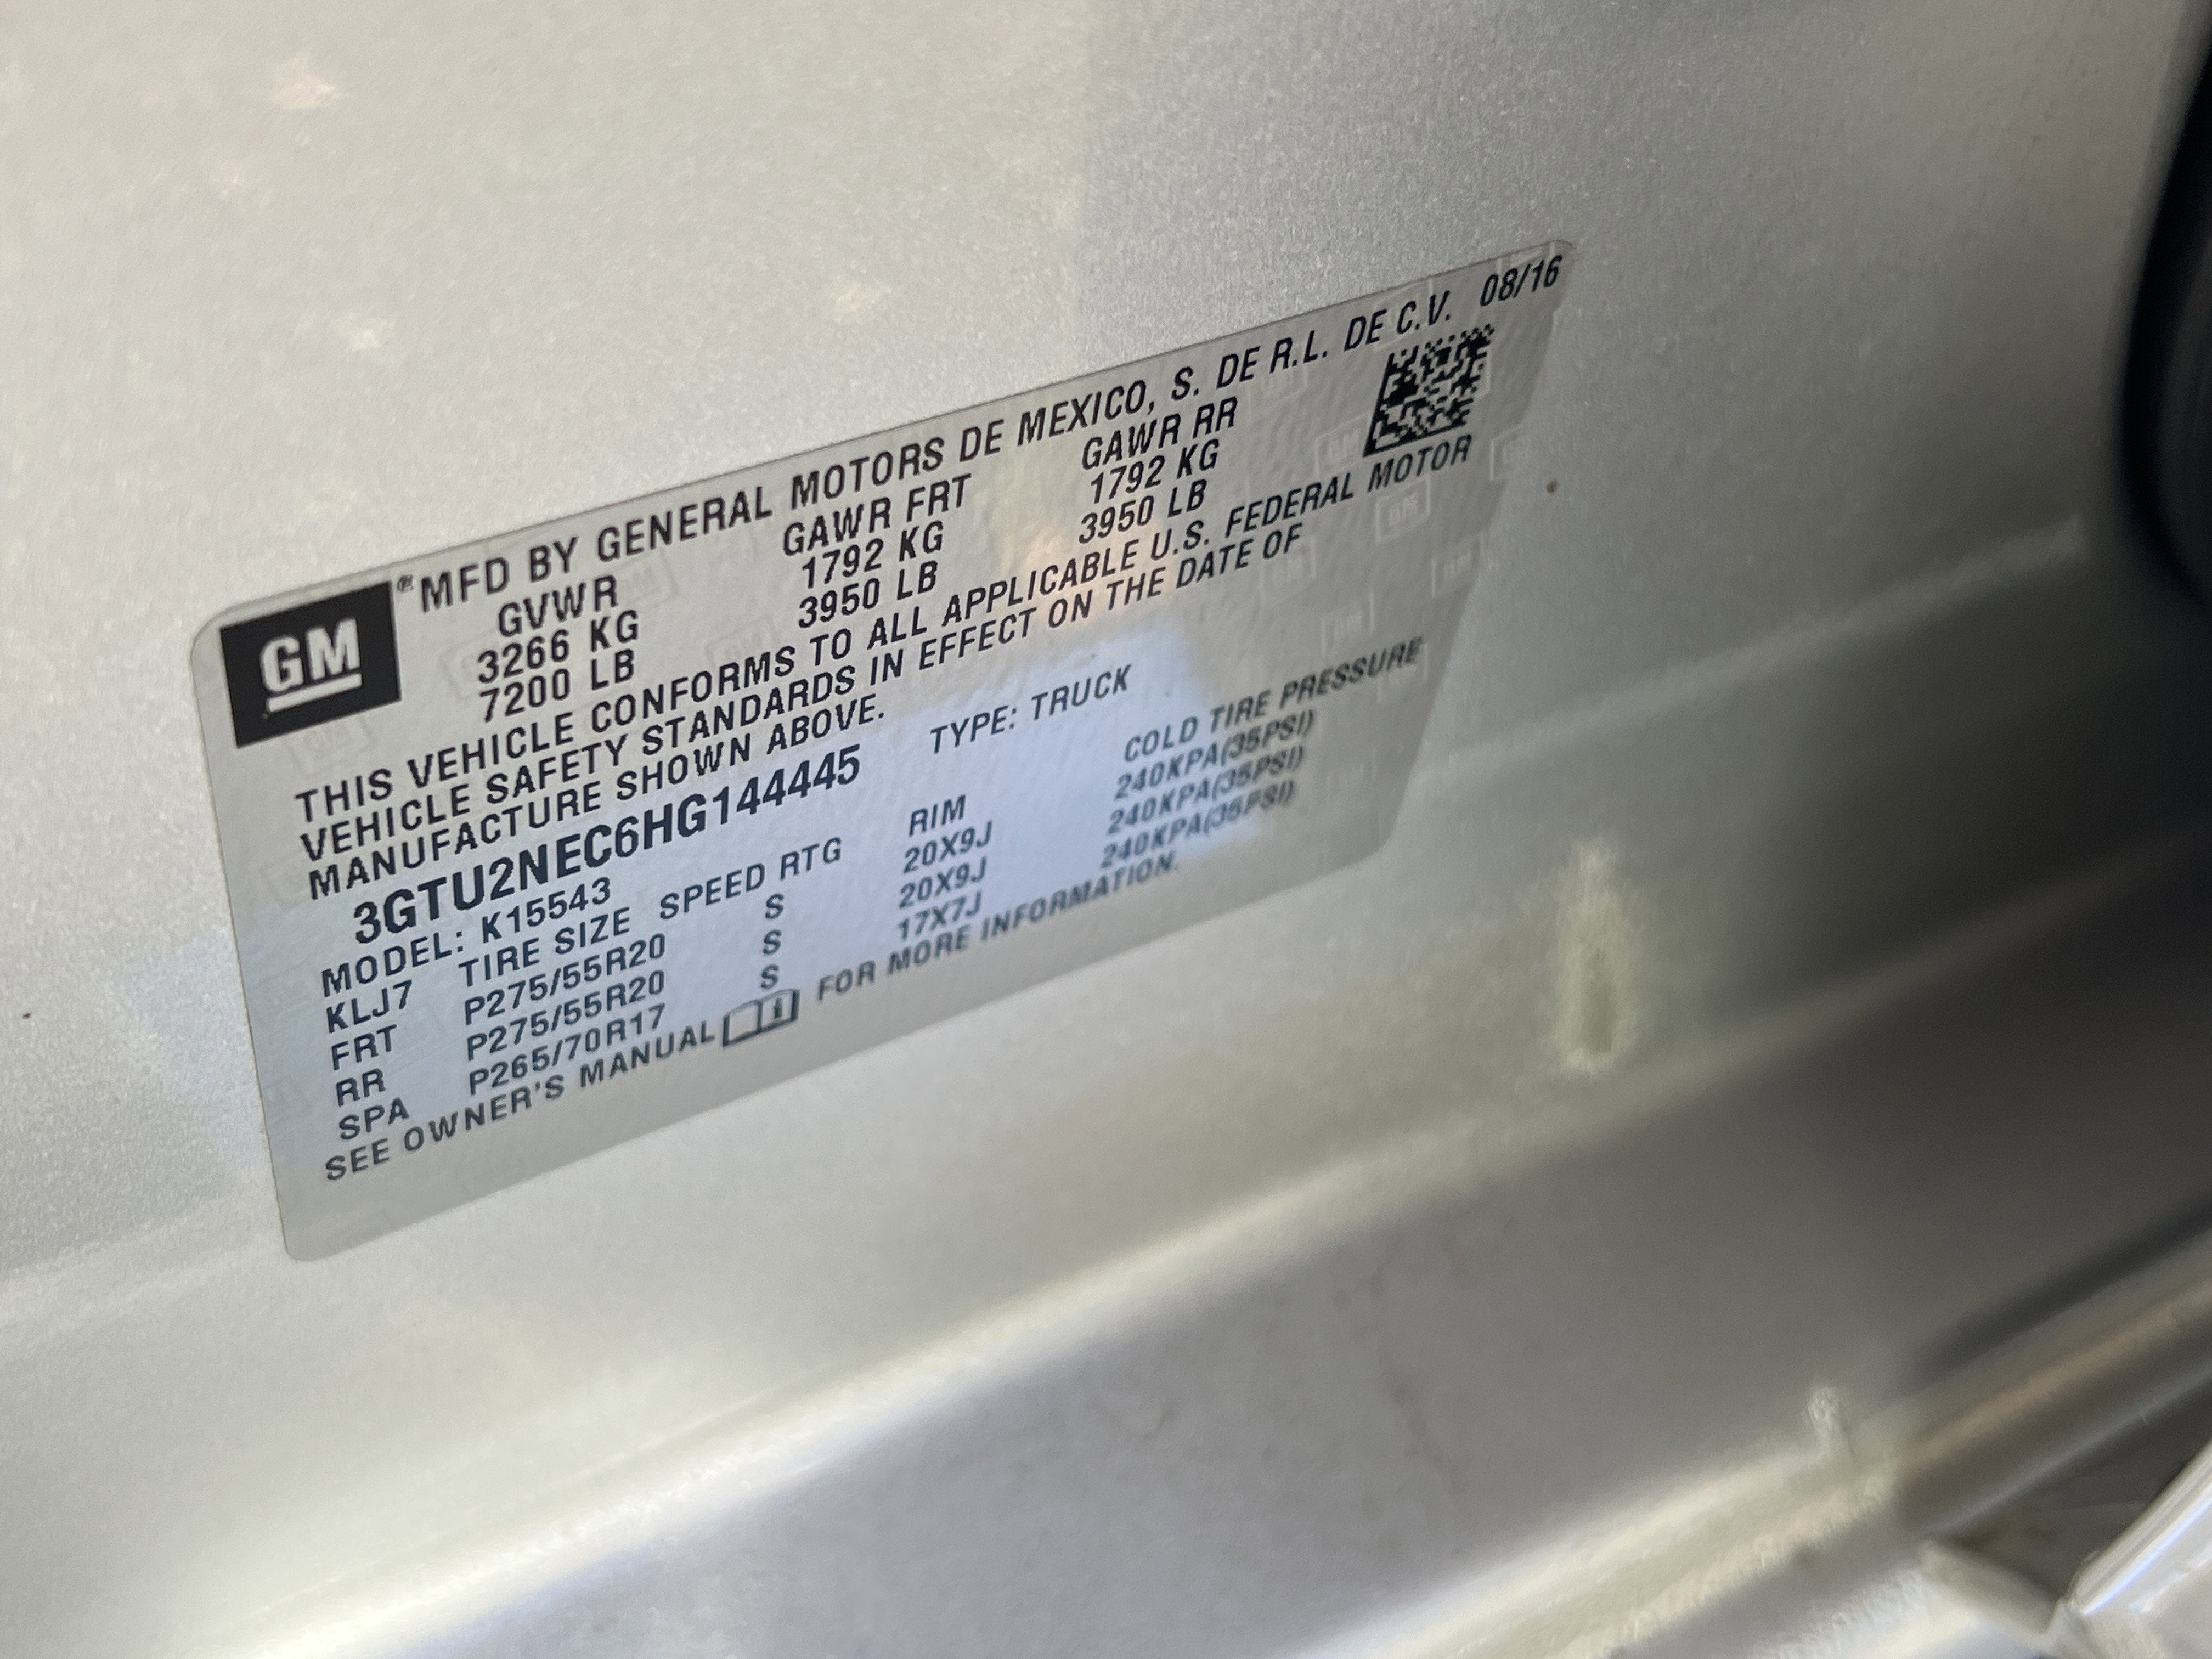 GM
®MFD BY GENERAL MOTORS DE MEXICO, S. DE R.L. DE C.V. 08/16
GVWR GAWR FRT GAWR RR
3266 KG 1792 KG 1792 KG
7200 LB 3950 LB 3950 LB
THIS VEHICLE CONFORMS TO ALL APPLICABLE U.S. FEDERAL MOTOR
VEHICLE SAFETY STANDARDS IN EFFECT ON THE DATE OF
MANUFACTURE SHOWN ABOVE.
3GTU2NEC6HG144445 TYPE: TRUCK
MODEL: K15543
KLJ7 TIRE SIZE SPEED RTG RIM COLD TIRE PRESSURE
FRT P275/55R20 S 20X9J 240KPA(35PSI)
RR P275/55R20 S 20X9J 240KPA(35PSI)
SPA P265/70R17 S 17X7J 240KPA(35PSI)
SEE OWNER'S MANUAL FOR MORE INFORMATION.